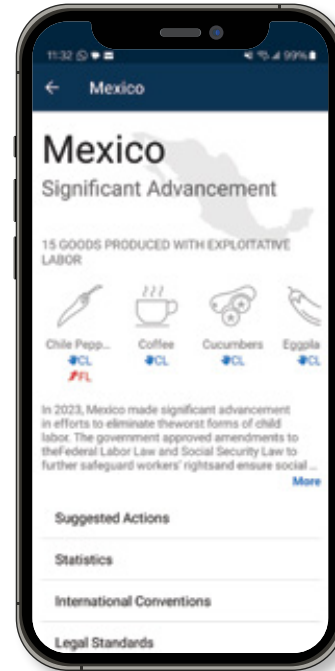 11:32
99%
Mexico
Mexico
Significant Advancement
15 GOODS PRODUCED WITH EXPLOITATIVE
LABOR
Chile Pepp... Coffee Cucumbers Eggpla
CL CL CL CL
FL
In 2023, Mexico made significant advancement
in efforts to eliminate theworst forms of child
labor. The government approved amendments to
theFederal Labor Law and Social Security Law to
further safeguard workers' rightsand ensure social ...
More
Suggested Actions
Statistics
International Conventions
Legal Standards